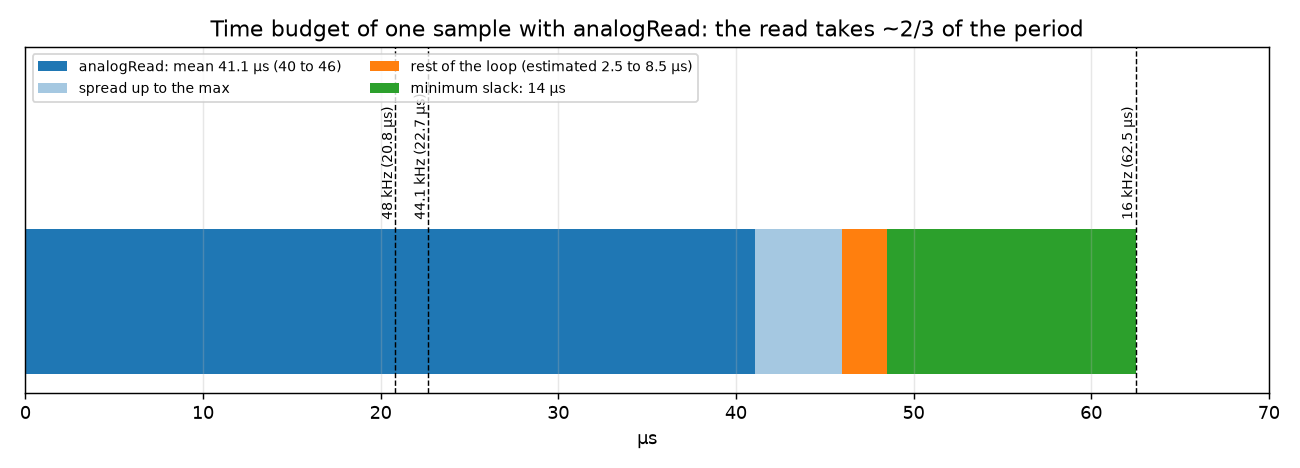 Time budget of one sample with analogRead: the read takes ~2/3 of the period
analogRead: mean 41.1 µs (40 to 46)
spread up to the max
rest of the loop (estimated 2.5 to 8.5 µs)
minimum slack: 14 µs
48 kHz (20.8 µs)
44.1 kHz (22.7 µs)
16 kHz (62.5 µs)
0 10 20 30 40 50 60 70
µs